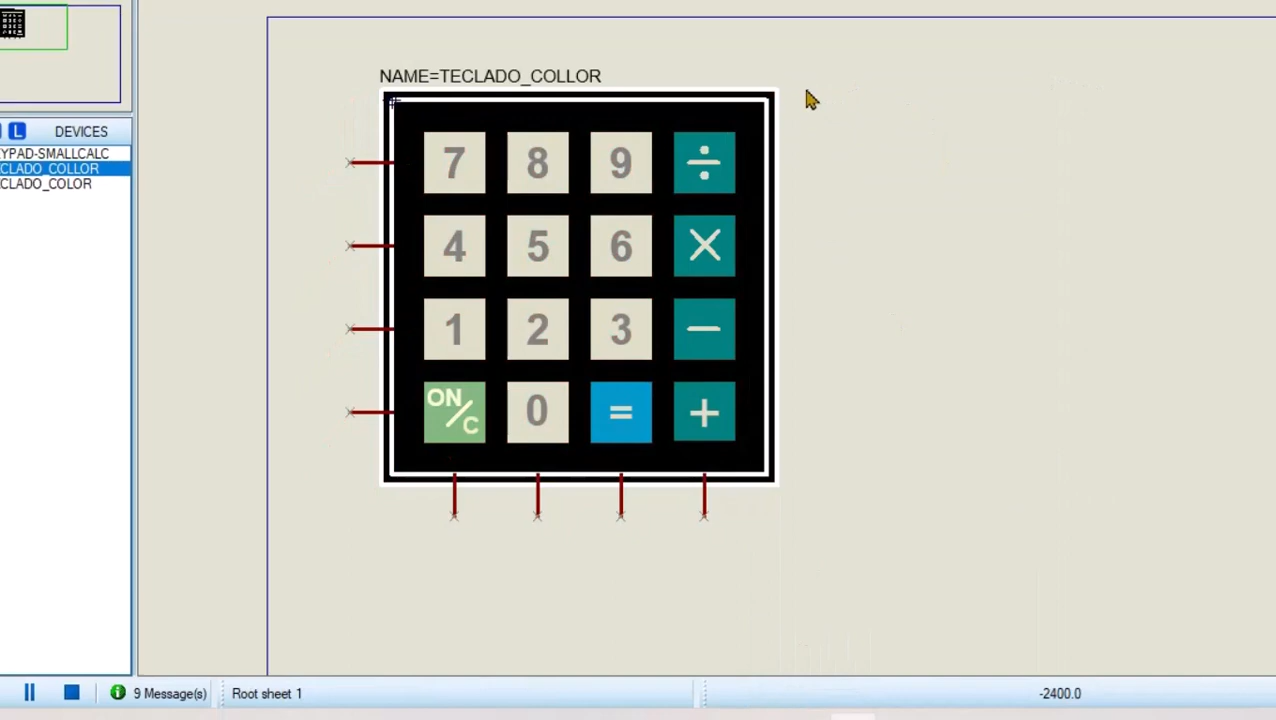 NAME=TECLADO_COLLOR
L DEVICES
YPAD-SMALLCALC
CLADO_COLLOR
CLADO_COLOR
7 8 9 ÷
4 5 6 ×
1 2 3 −
ON/C 0 = +
9 Message(s) Root sheet 1 -2400.0